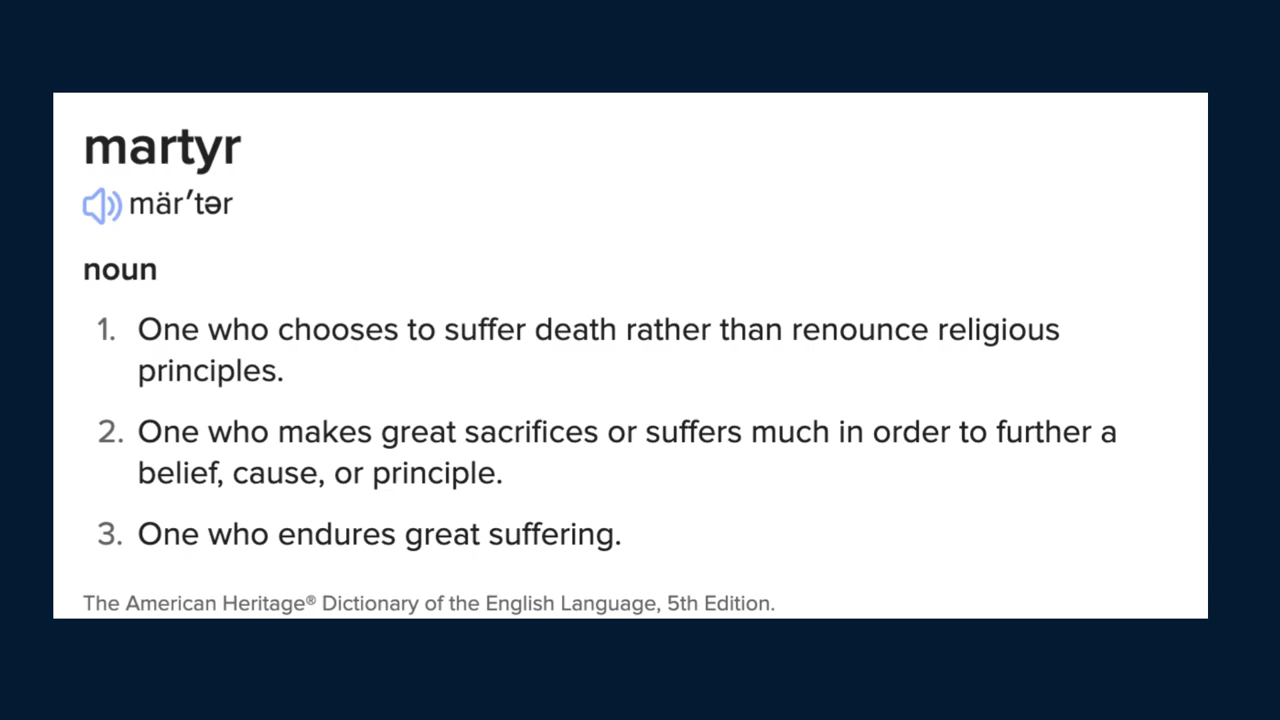 martyr
mär′tər
noun
1. One who chooses to suffer death rather than renounce religious
principles.
2. One who makes great sacrifices or suffers much in order to further a
belief, cause, or principle.
3. One who endures great suffering.
The American Heritage® Dictionary of the English Language, 5th Edition.